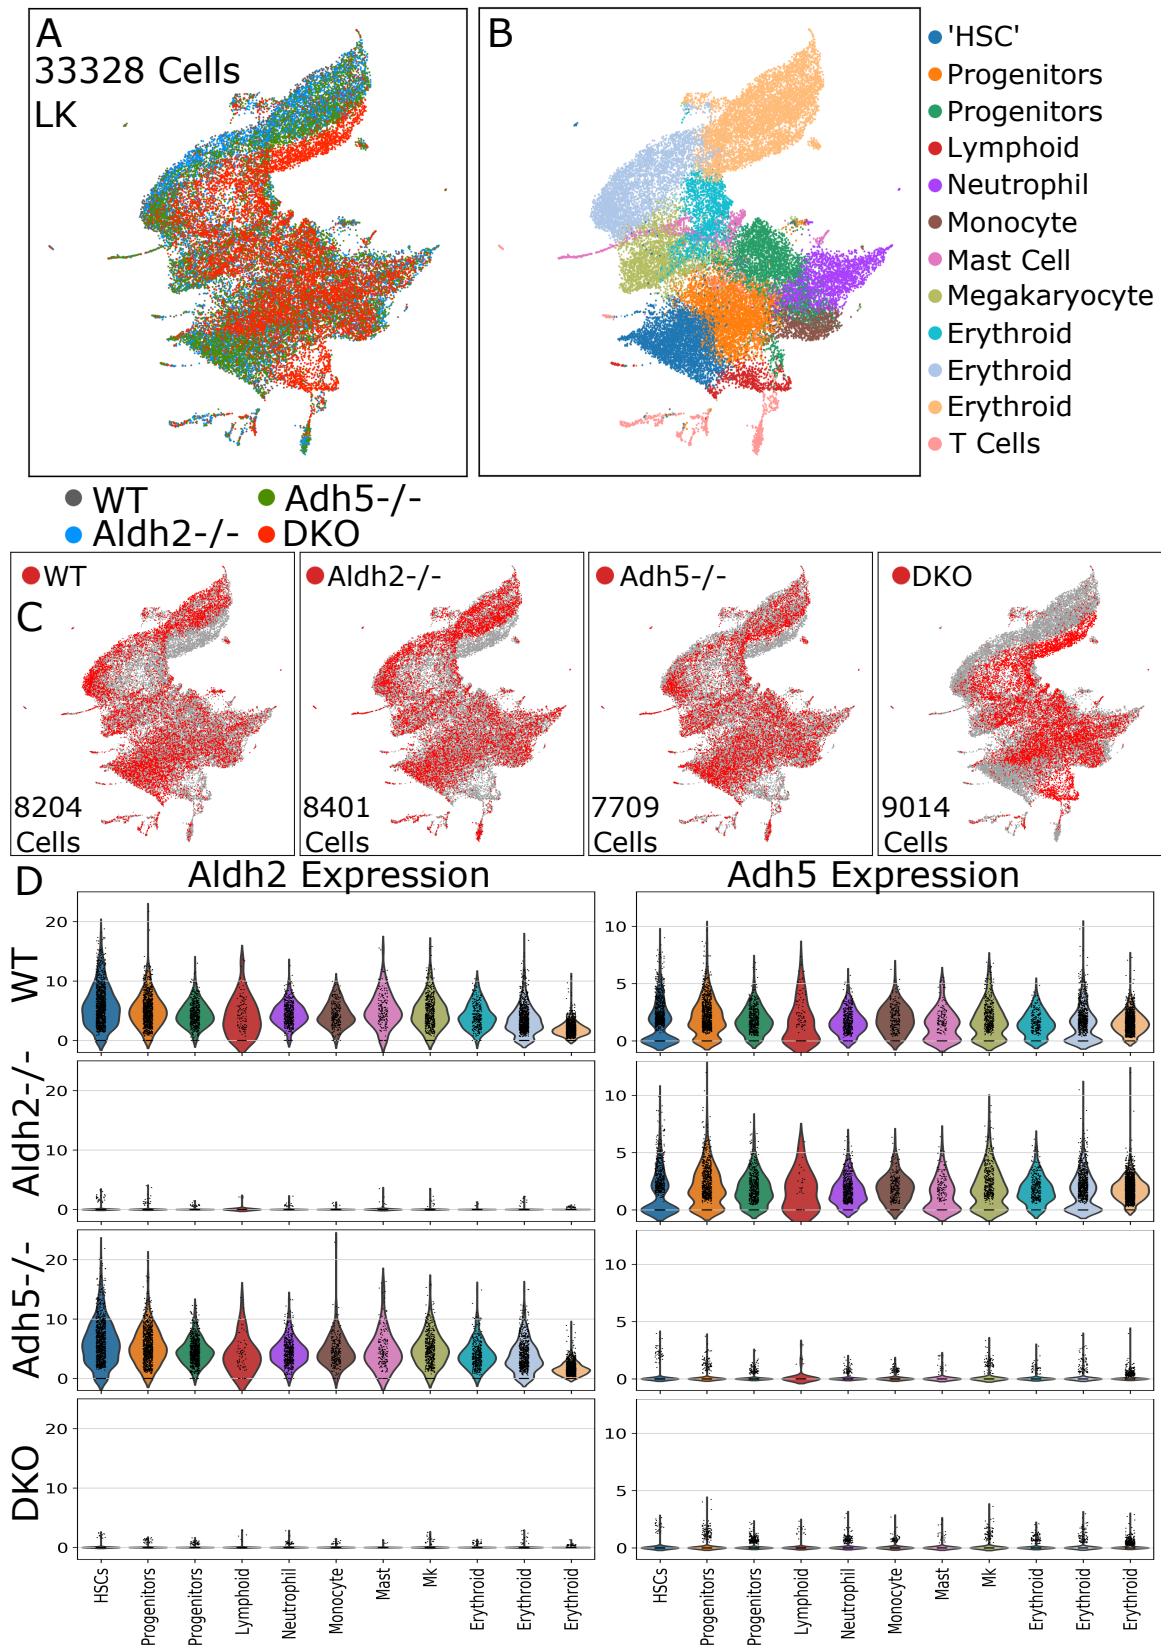 A
33328 Cells
LK
B
'HSC'
Progenitors
Progenitors
Lymphoid
Neutrophil
Monocyte
Mast Cell
Megakaryocyte
Erythroid
Erythroid
Erythroid
T Cells
WT
Adh5-/-
Aldh2-/-
DKO
C
WT
8204
Cells
Aldh2-/-
8401
Cells
Adh5-/-
7709
Cells
DKO
9014
Cells
D
Aldh2 Expression
Adh5 Expression
WT
20
10
0
10
5
0
Aldh2-/-
20
10
0
10
5
0
Adh5-/-
20
10
0
10
5
0
DKO
20
10
0
10
5
0
HSCs
Progenitors
Progenitors
Lymphoid
Neutrophil
Monocyte
Mast
Mk
Erythroid
Erythroid
Erythroid
HSCs
Progenitors
Progenitors
Lymphoid
Neutrophil
Monocyte
Mast
Mk
Erythroid
Erythroid
Erythroid